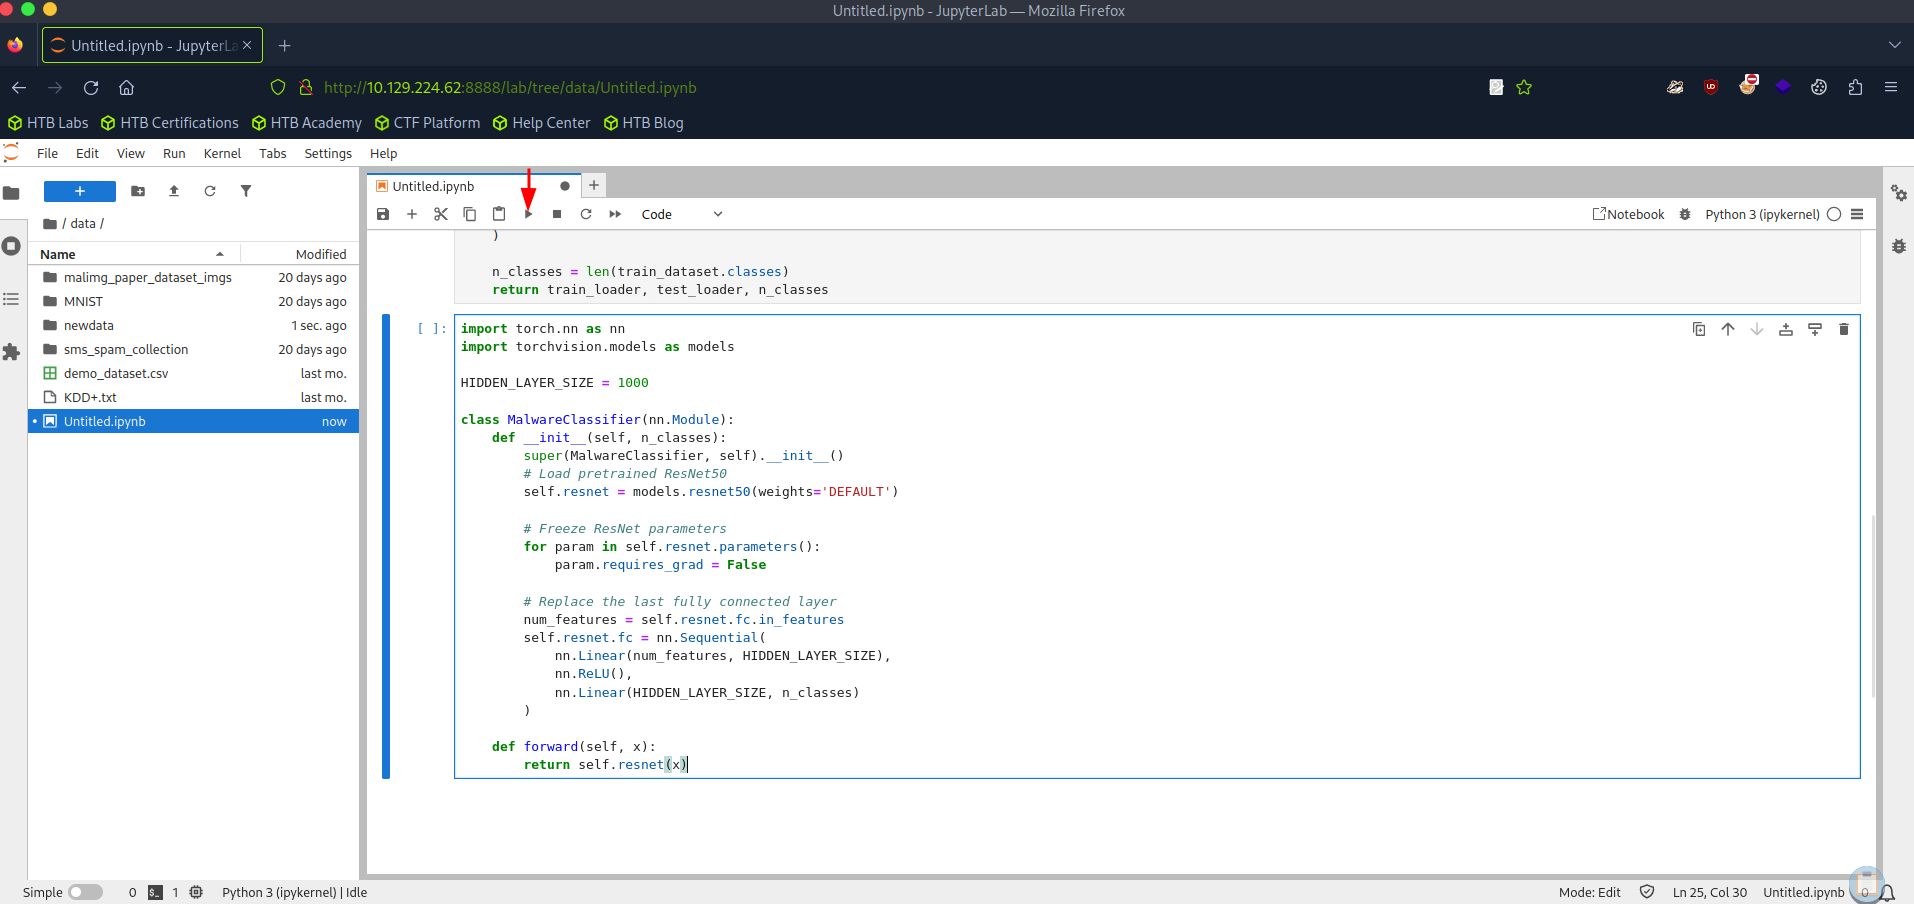 Untitled.ipynb - JupyterLab — Mozilla Firefox
Untitled.ipynb - JupyterLa
http://10.129.224.62:8888/lab/tree/data/Untitled.ipynb
HTB Labs HTB Certifications HTB Academy CTF Platform Help Center HTB Blog
File Edit View Run Kernel Tabs Settings Help
Untitled.ipynb
Code
Notebook Python 3 (ipykernel)
/ data /
Name Modified
malimg_paper_dataset_imgs 20 days ago
MNIST 20 days ago
newdata 1 sec. ago
sms_spam_collection 20 days ago
demo_dataset.csv last mo.
KDD+.txt last mo.
Untitled.ipynb now
)
n_classes = len(train_dataset.classes)
return train_loader, test_loader, n_classes
[ ]:
import torch.nn as nn
import torchvision.models as models
HIDDEN_LAYER_SIZE = 1000
class MalwareClassifier(nn.Module):
def __init__(self, n_classes):
super(MalwareClassifier, self).__init__()
# Load pretrained ResNet50
self.resnet = models.resnet50(weights='DEFAULT')
# Freeze ResNet parameters
for param in self.resnet.parameters():
param.requires_grad = False
# Replace the last fully connected layer
num_features = self.resnet.fc.in_features
self.resnet.fc = nn.Sequential(
nn.Linear(num_features, HIDDEN_LAYER_SIZE),
nn.ReLU(),
nn.Linear(HIDDEN_LAYER_SIZE, n_classes)
)
def forward(self, x):
return self.resnet(x)
Simple 0 $_ 1 Python 3 (ipykernel) | Idle
Mode: Edit Ln 25, Col 30 Untitled.ipynb 0